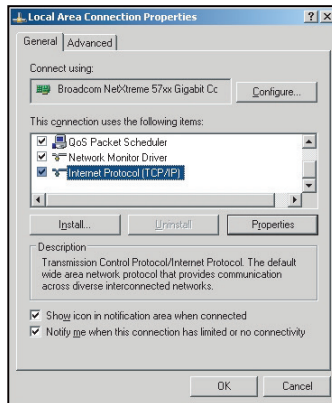 Local Area Connection Properties
General
Advanced
Connect using:
Broadcom NetXtreme 57xx Gigabit Cc
Configure...
This connection uses the following items:
QoS Packet Scheduler
Network Monitor Driver
Internet Protocol (TCP/IP)
Install...
Uninstall
Properties
Description
Transmission Control Protocol/Internet Protocol. The default
wide area network protocol that provides communication
across diverse interconnected networks.
Show icon in notification area when connected
Notify me when this connection has limited or no connectivity
OK
Cancel